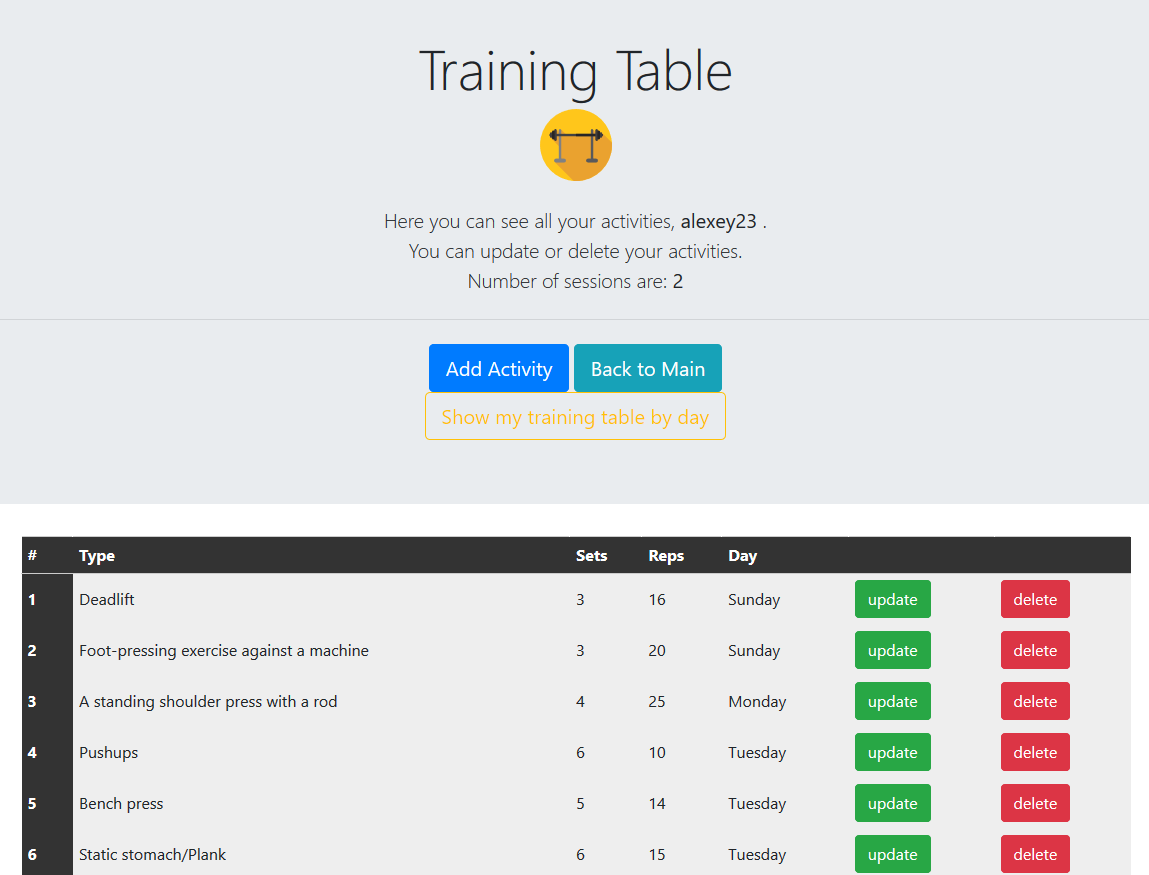 Training Table
Here you can see all your activities, alexey23 .
You can update or delete your activities.
Number of sessions are: 2
Add Activity Back to Main
Show my training table by day
# Type Sets Reps Day
1 Deadlift 3 16 Sunday update delete
2 Foot-pressing exercise against a machine 3 20 Sunday update delete
3 A standing shoulder press with a rod 4 25 Monday update delete
4 Pushups 6 10 Tuesday update delete
5 Bench press 5 14 Tuesday update delete
6 Static stomach/Plank 6 15 Tuesday update delete